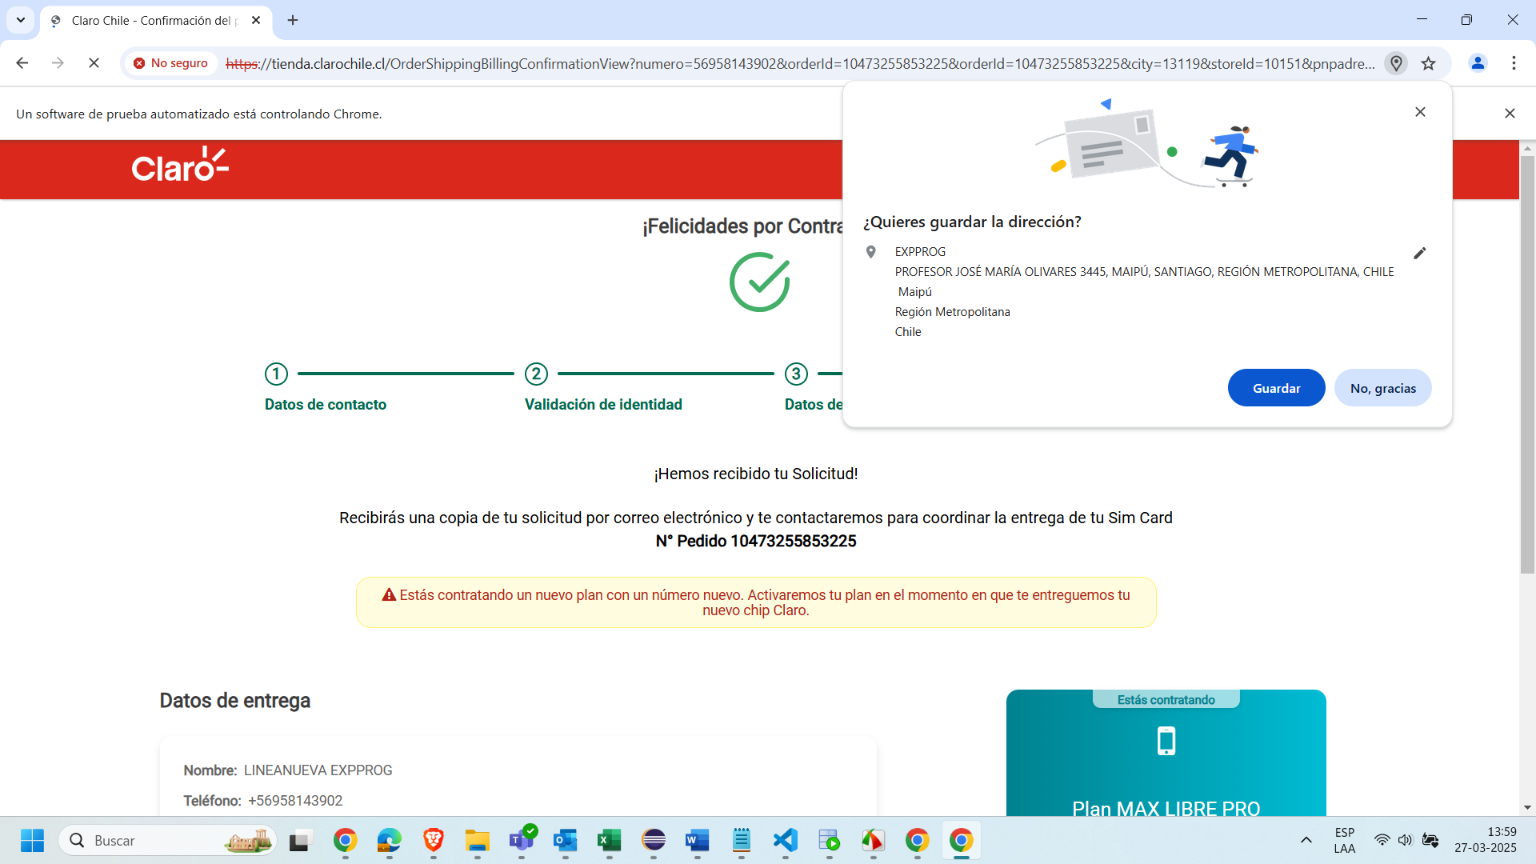 Claro Chile - Confirmación del p
No seguro
https://tienda.clarochile.cl/OrderShippingBillingConfirmationView?numero=56958143902&orderId=10473255853225&orderId=10473255853225&city=13119&storeId=10151&pnpadre...
Un software de prueba automatizado está controlando Chrome.
Claro
¡Felicidades por Contra
¿Quieres guardar la dirección?
EXPPROG
PROFESOR JOSÉ MARÍA OLIVARES 3445, MAIPÚ, SANTIAGO, REGIÓN METROPOLITANA, CHILE
Maipú
Región Metropolitana
Chile
Guardar
No, gracias
1
2
3
Datos de contacto
Validación de identidad
Datos de
¡Hemos recibido tu Solicitud!
Recibirás una copia de tu solicitud por correo electrónico y te contactaremos para coordinar la entrega de tu Sim Card
N° Pedido 10473255853225
Estás contratando un nuevo plan con un número nuevo. Activaremos tu plan en el momento en que te entreguemos tu
nuevo chip Claro.
Datos de entrega
Nombre: LINEANUEVA EXPPROG
Teléfono: +56958143902
Estás contratando
Plan MAX LIBRE PRO
Buscar
ESP
LAA
13:59
27-03-2025